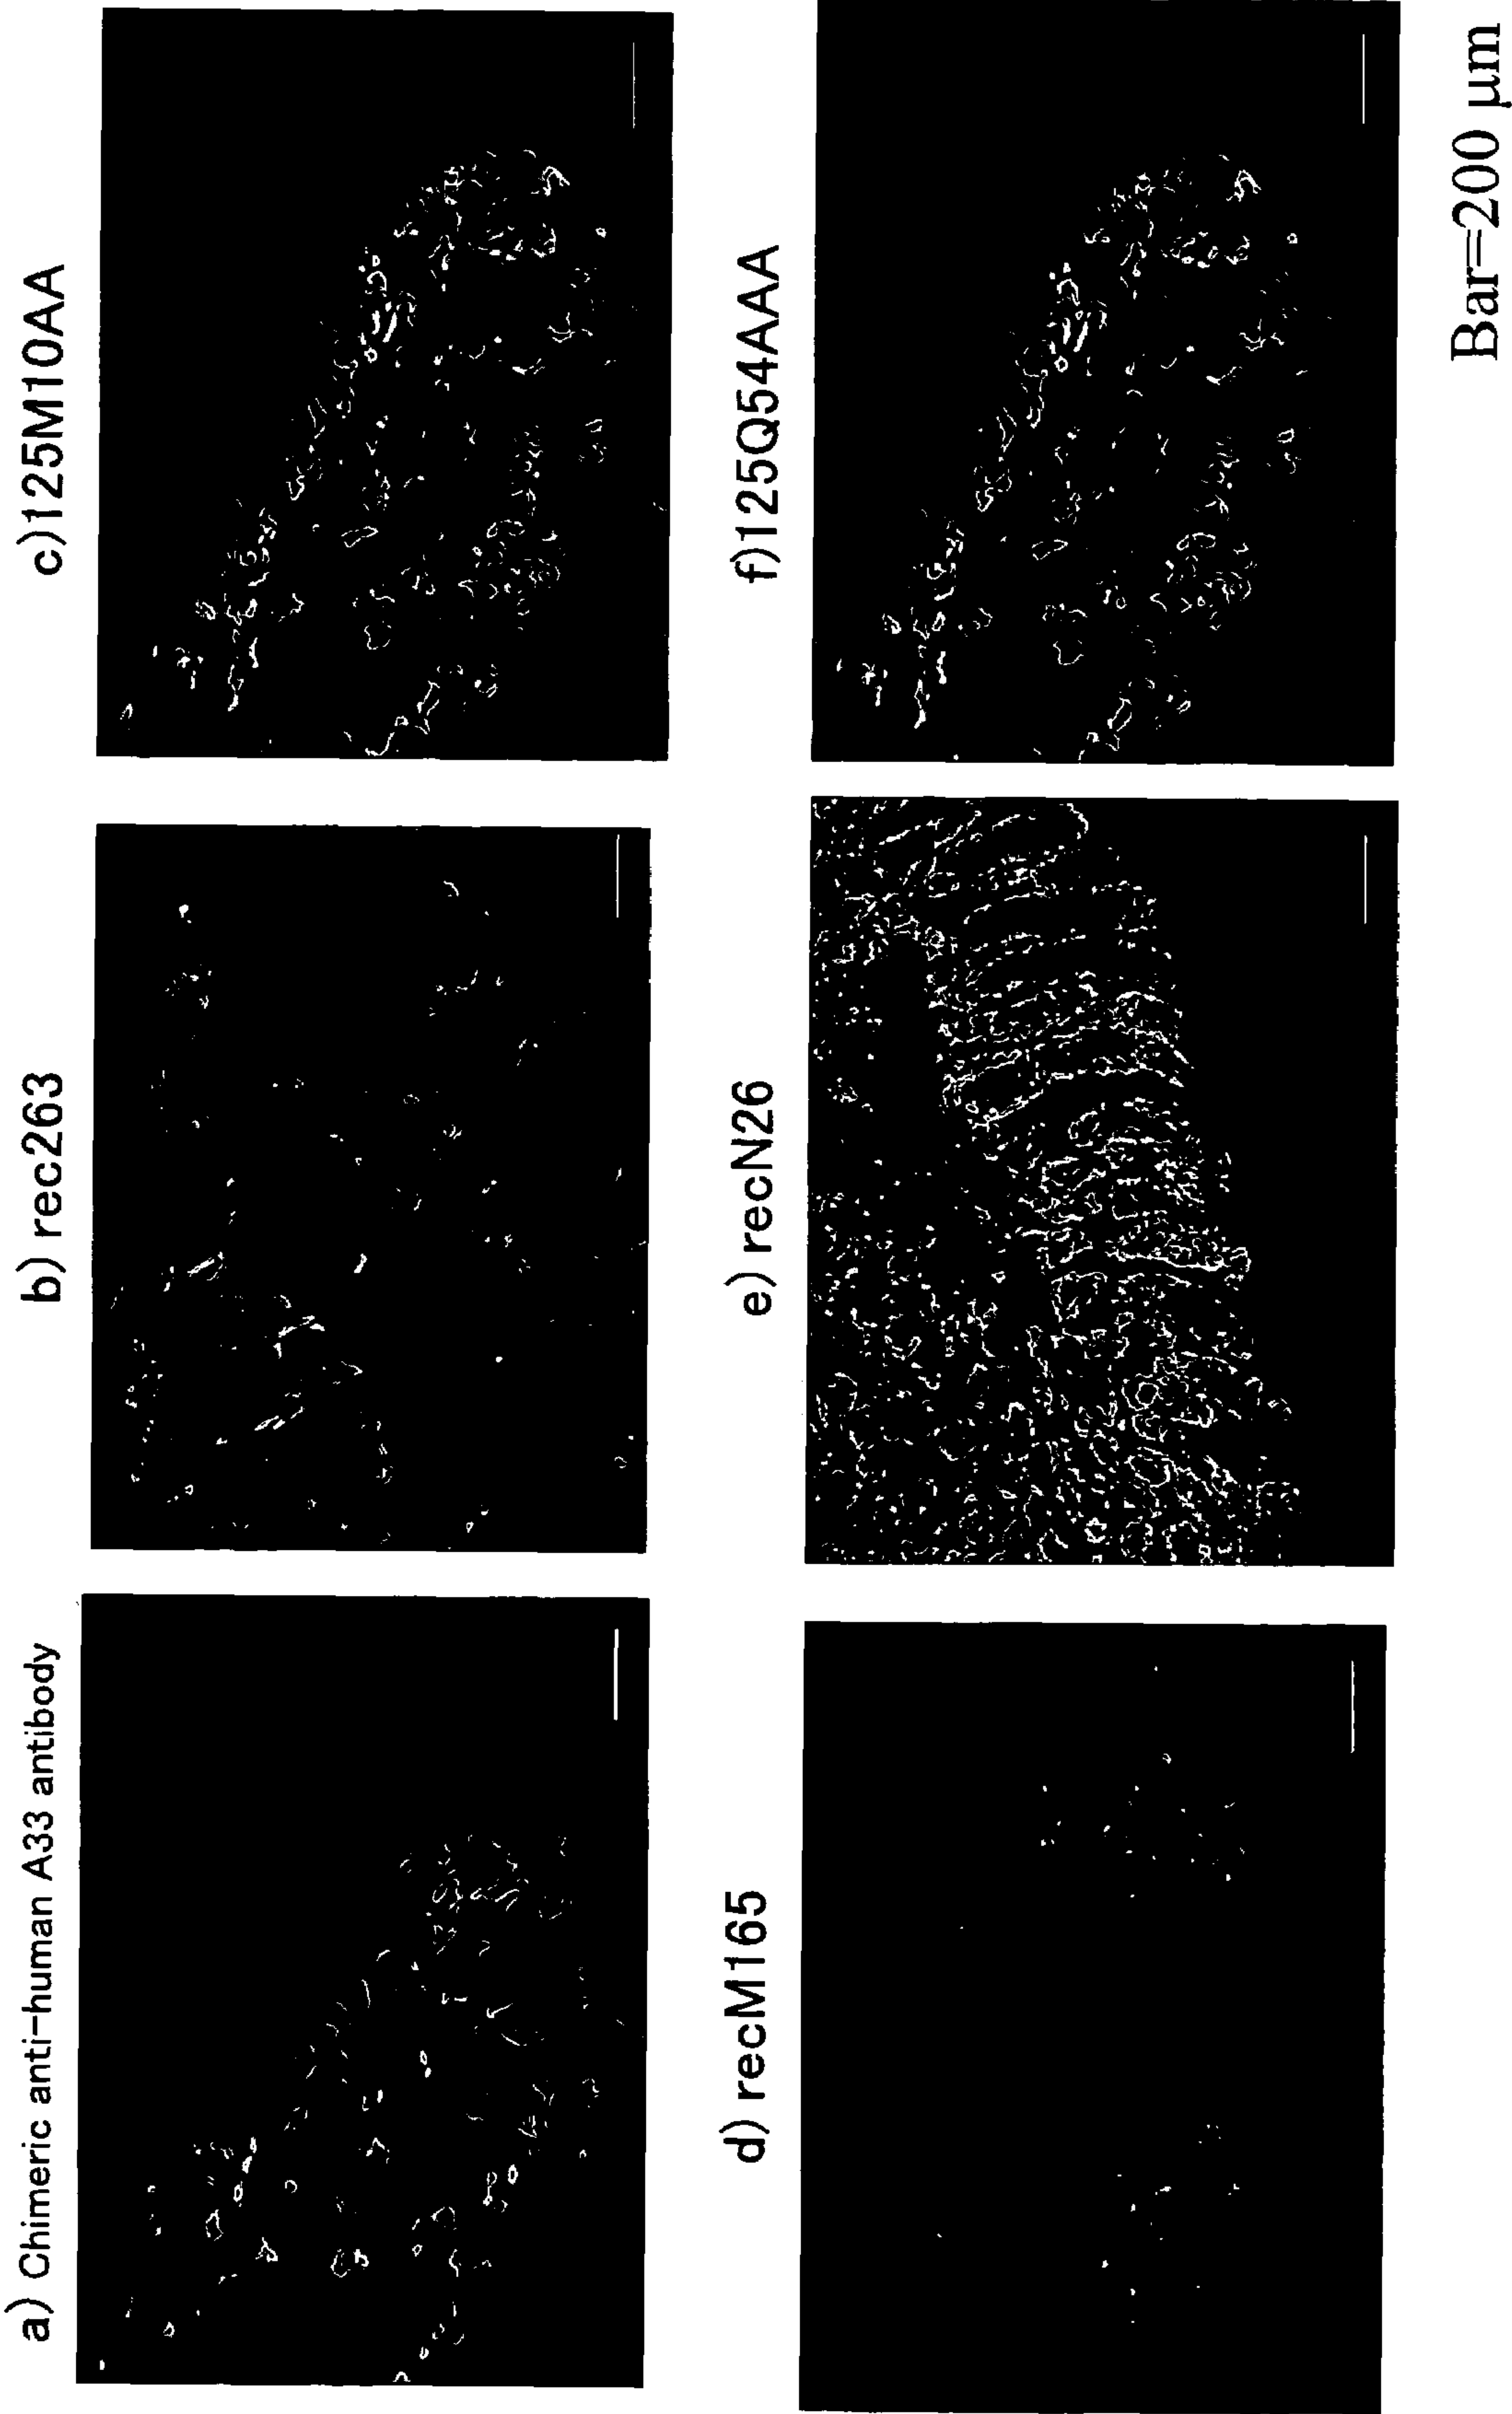 a) Chimeric anti-human A33 antibody
b) rec263
c)125M10AA
d) recM165
e) recN26
f)125Q54AAA
Bar=200 μm